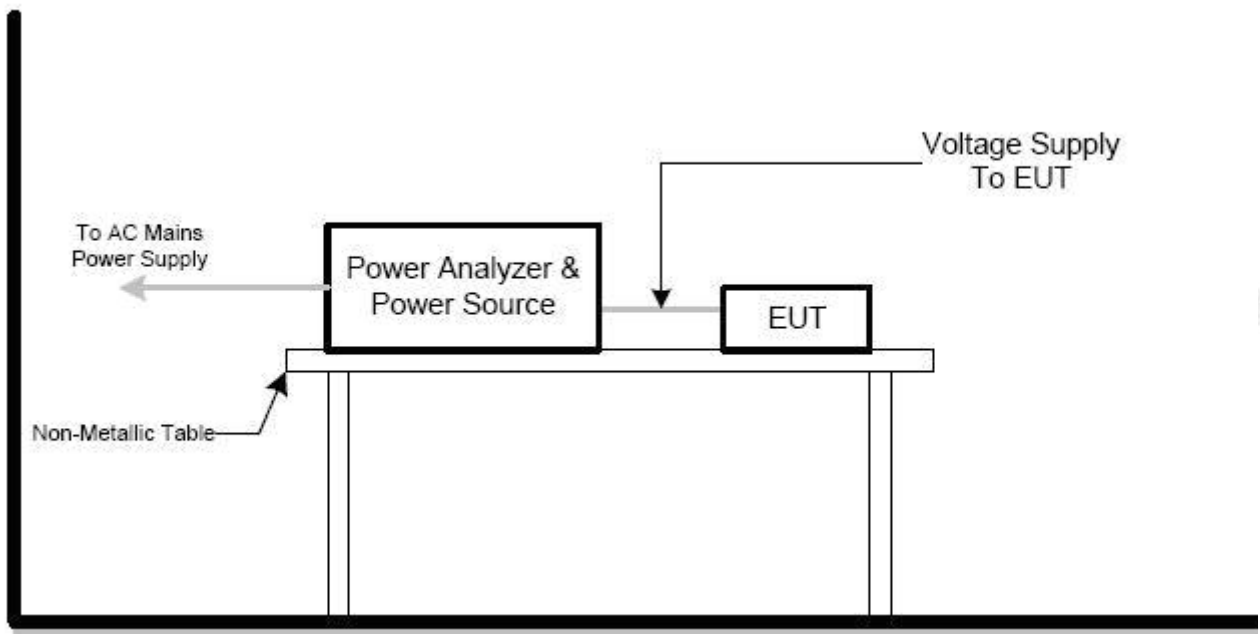 Voltage Supply
To EUT
To AC Mains
Power Supply
Power Analyzer &
Power Source
EUT
Non-Metallic Table